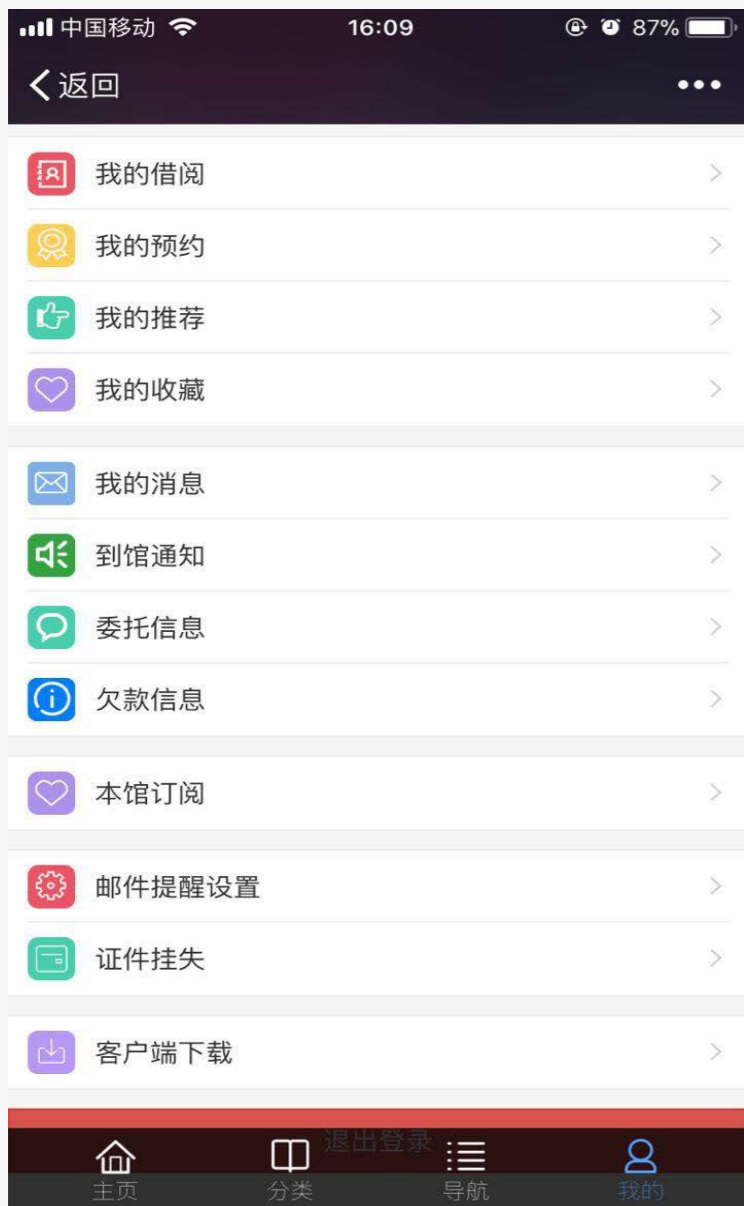 中国移动 16:09 87%
返回
我的借阅
我的预约
我的推荐
我的收藏
我的消息
到馆通知
委托信息
欠款信息
本馆订阅
邮件提醒设置
证件挂失
客户端下载
退出登录
主页 分类 导航 我的